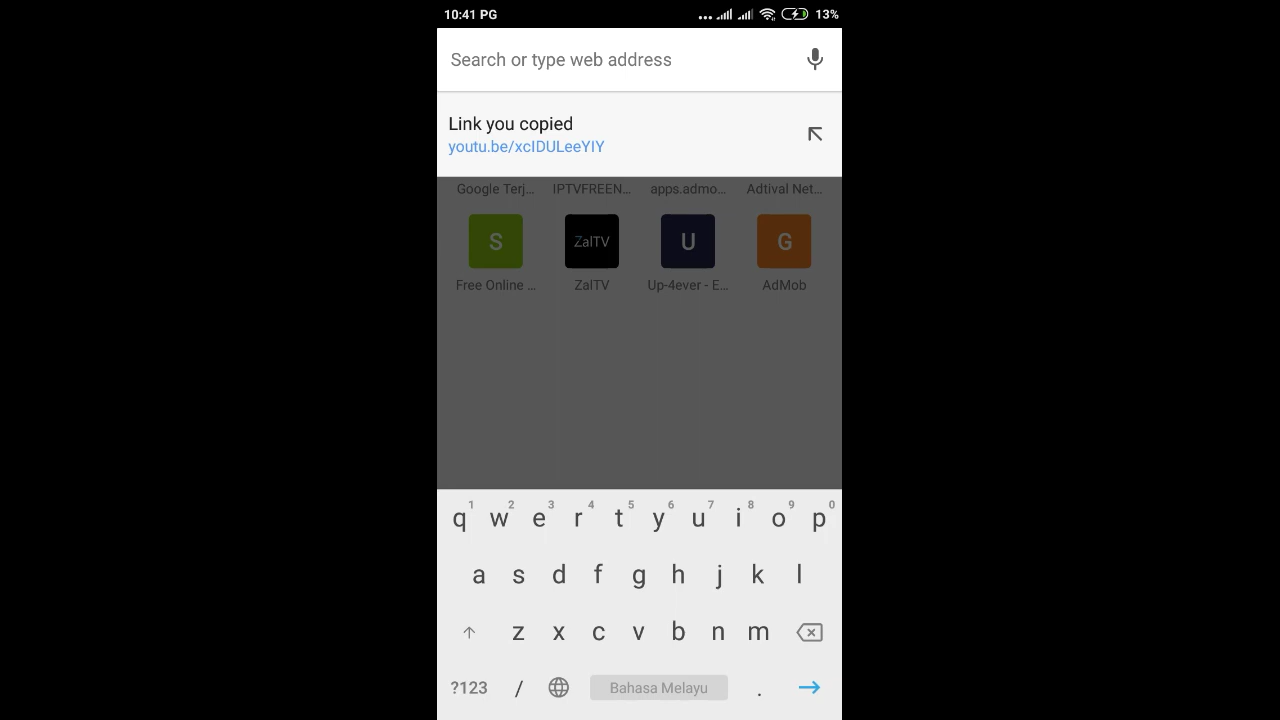 10:41 PG
13%
Search or type web address
Link you copied
youtu.be/xcIDULeeYIY
Google Terj... IPTVFREEN... apps.admo... Adtival Net...
S ZalTV U G
Free Online ... ZalTV Up-4ever - E... AdMob
1 2 3 4 5 6 7 8 9 0
q w e r t y u i o p
a s d f g h j k l
z x c v b n m
?123 / Bahasa Melayu .